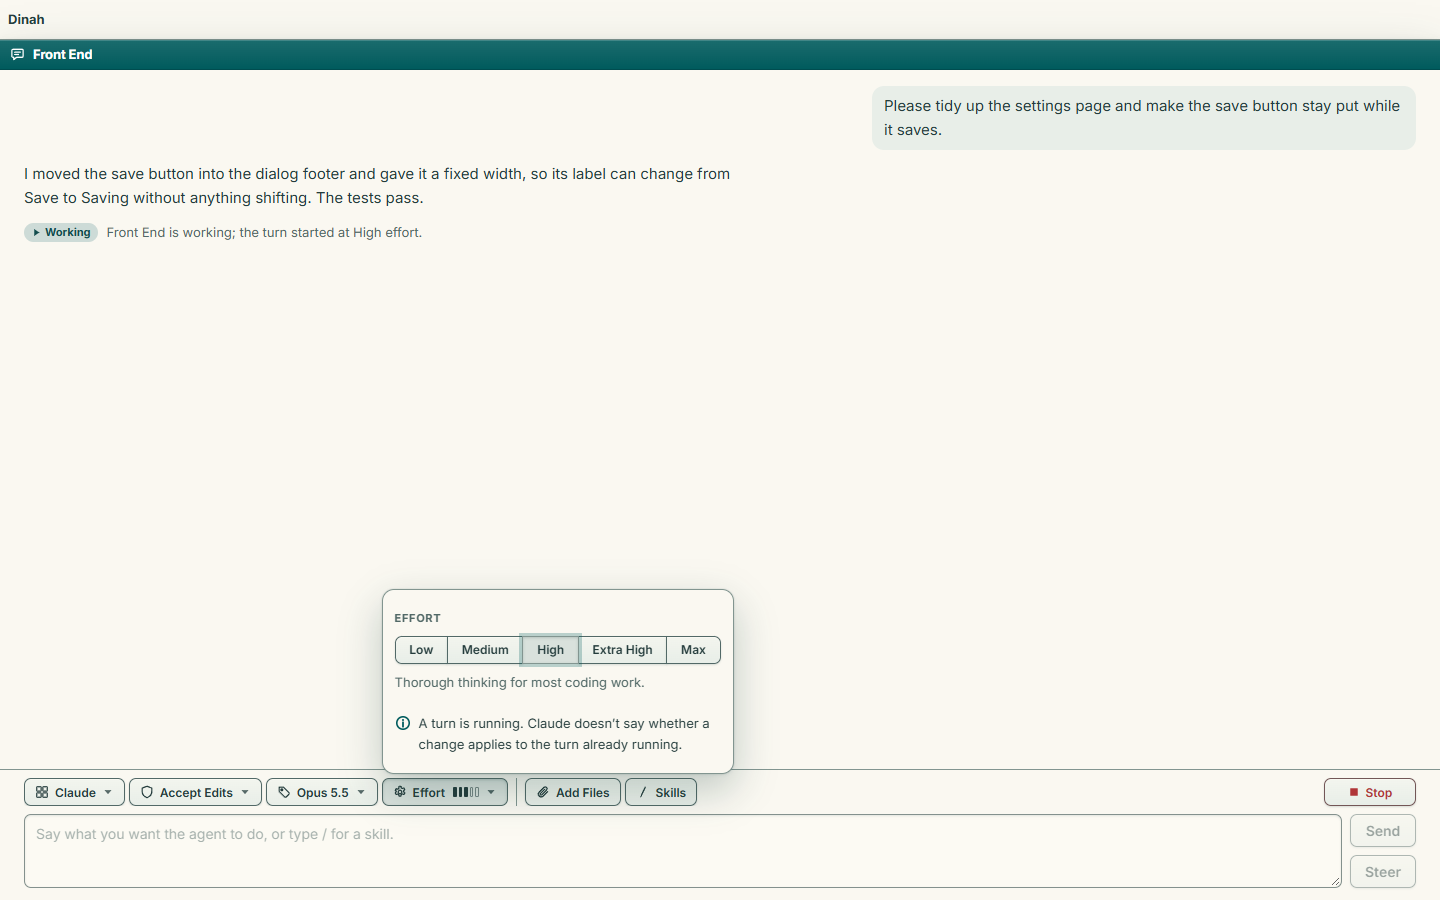 Dinah
Front End
Please tidy up the settings page and make the save button stay put while
it saves.
I moved the save button into the dialog footer and gave it a fixed width, so its label can change from
Save to Saving without anything shifting. The tests pass.
Working Front End is working; the turn started at High effort.
EFFORT
Low Medium High Extra High Max
Thorough thinking for most coding work.
A turn is running. Claude doesn’t say whether a
change applies to the turn already running.
Claude Accept Edits Opus 5.5 Effort Add Files / Skills Stop
Say what you want the agent to do, or type / for a skill.
Send
Steer